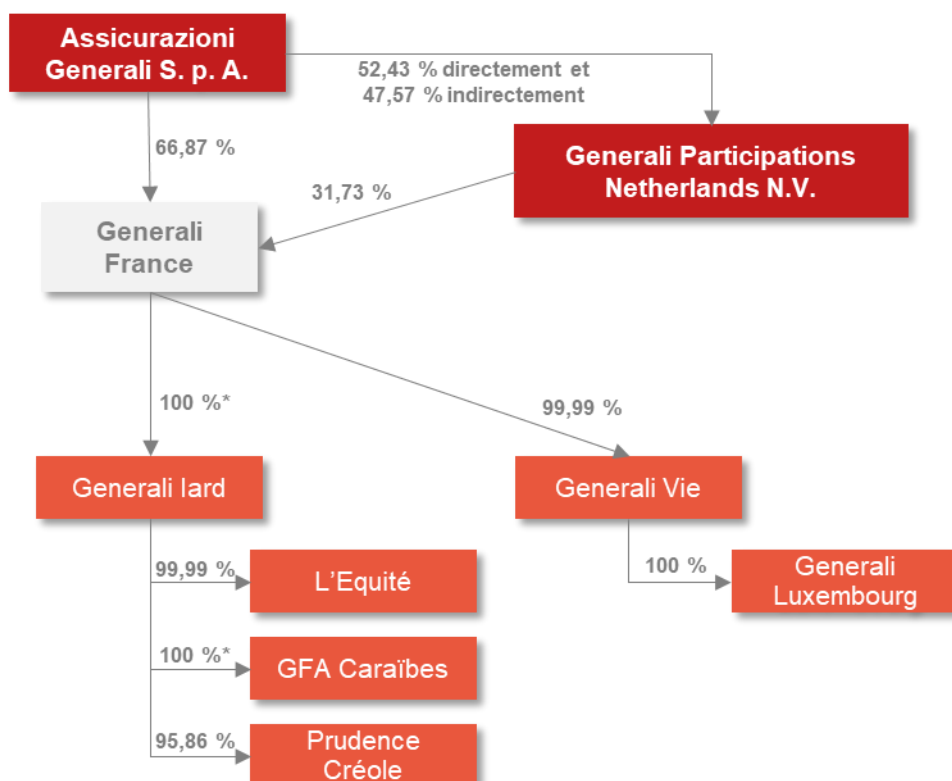 Assicurazioni
Generali S. p. A.
52,43 % directement et
47,57 % indirectement
66,87 %
Generali Participations
Netherlands N.V.
31,73 %
Generali
France
100 %*
99,99 %
Generali Iard
Generali Vie
99,99 %
L'Equité
100 %
Generali
Luxembourg
100 %*
GFA Caraïbes
95,86 %
Prudence
Créole